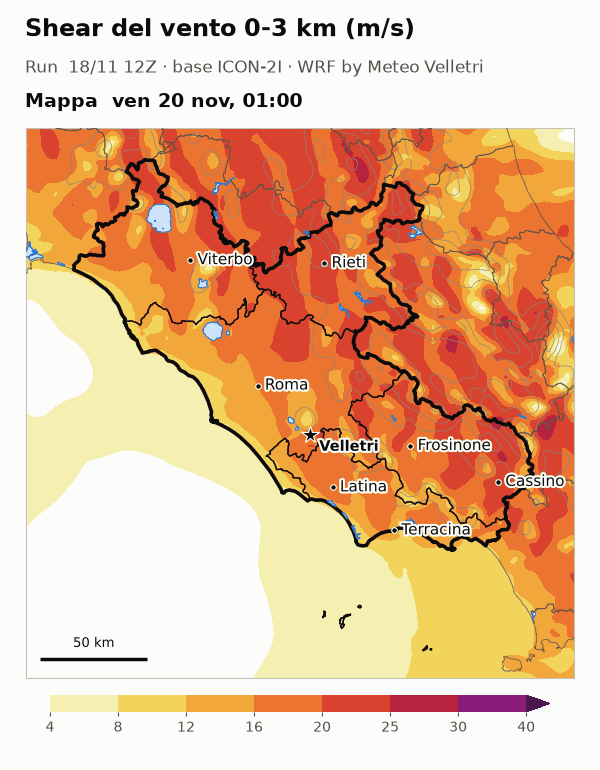 Shear del vento 0-3 km (m/s)
Run  18/11 12Z · base ICON-2I · WRF by Meteo Velletri
Mappa  ven 20 nov, 01:00
Viterbo
Rieti
Roma
Velletri
Frosinone
Cassino
Latina
Terracina
50 km
4 8 12 16 20 25 30 40